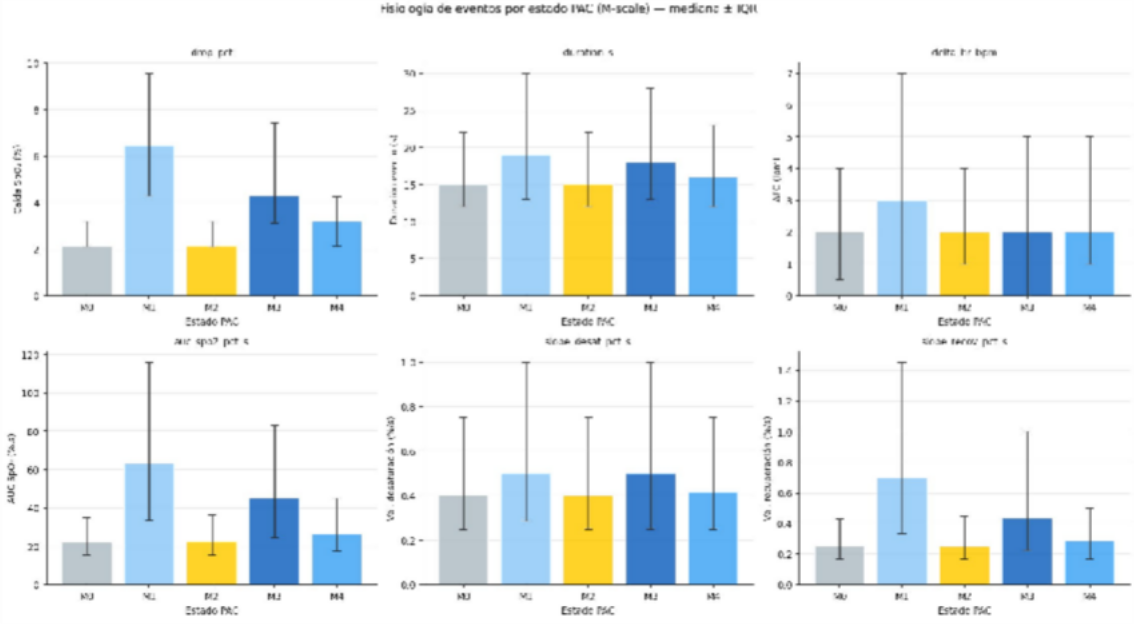 Fisiología de eventos por estado PAC (M-scale) — mediana ± IQR
drop_pct
duration_s
delta_hr_bpm
Caída SpO₂ (%)
10
8
6
4
2
0
M0 M1 M2 M3 M4
Estado PAC
30
25
20
15
10
5
0
M0 M1 M2 M3 M4
Estado PAC
7
6
5
4
3
2
1
0
M0 M1 M2 M3 M4
Estado PAC
auc_spo2_pct_s
slope_desat_pct_s
slope_recov_pct_s
AUC SpO₂ (%·s)
120
100
80
60
40
20
0
M0 M1 M2 M3 M4
Estado PAC
desaturación (%/s)
1.0
0.8
0.6
0.4
0.2
0.0
M0 M1 M2 M3 M4
Estado PAC
recuperación (%/s)
1.4
1.2
1.0
0.8
0.6
0.4
0.2
0.0
M0 M1 M2 M3 M4
Estado PAC